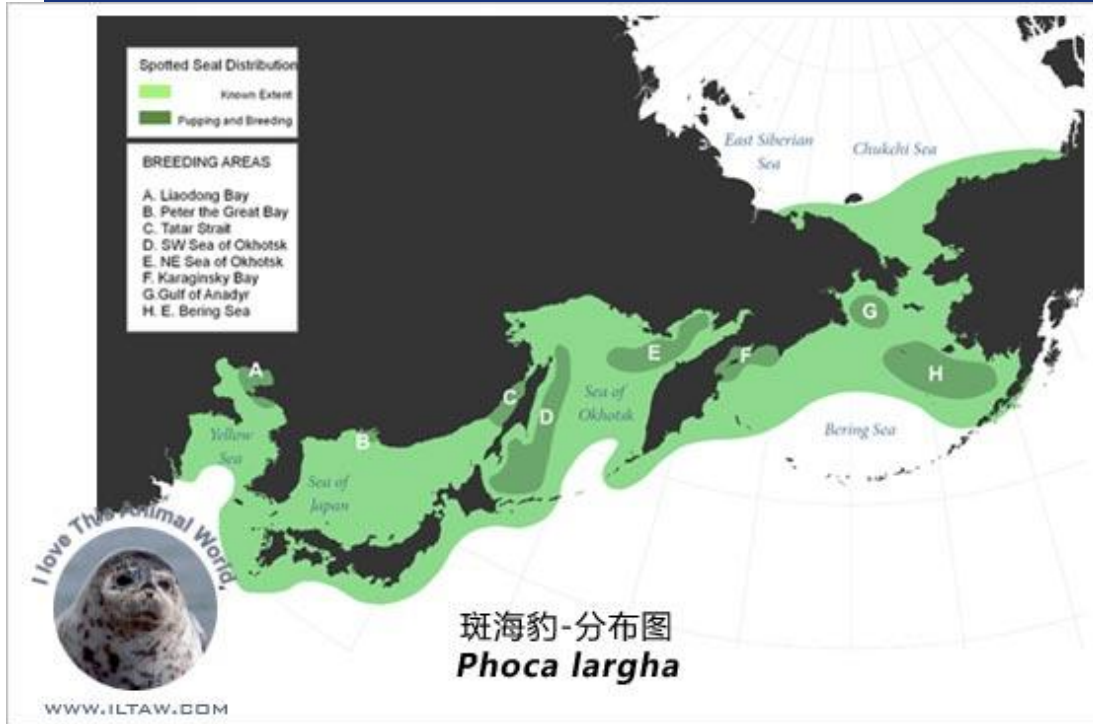 Spotted Seal Distribution
Known Extent
Pupping and Breeding
BREEDING AREAS
A. Liaodong Bay
B. Peter the Great Bay
C. Tatar Strait
D. SW Sea of Okhotsk
E. NE Sea of Okhotsk
F. Karaginsky Bay
G.Gulf of Anadyr
H. E. Bering Sea
East Siberian
Sea
Chukchi Sea
A
B
C
D
E
F
G
H
Yellow
Sea
Sea of
Japan
Sea of
Okhotsk
Bering Sea
I love This Animal World,
斑海豹-分布图
Phoca largha
WWW.ILTAW.COM